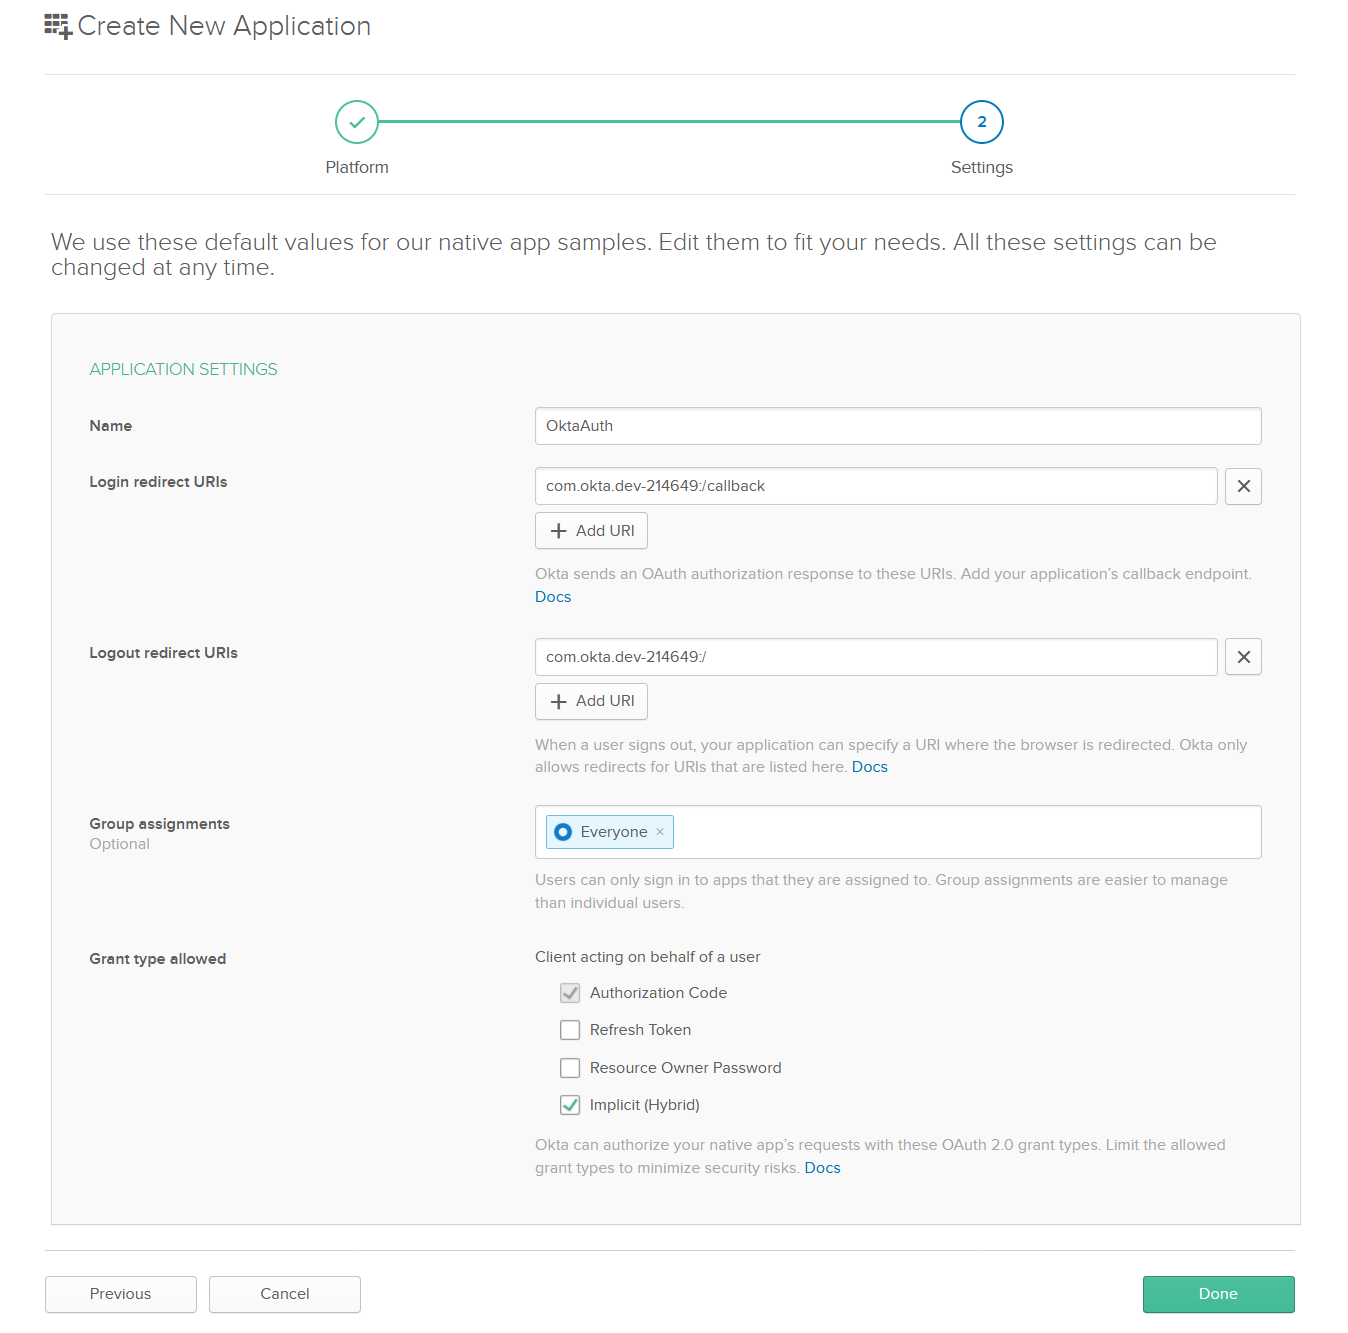 Create New Application
2
Platform
Settings
We use these default values for our native app samples. Edit them to fit your needs. All these settings can be
changed at any time.
APPLICATION SETTINGS
Name
OktaAuth
Login redirect URIs
com.okta.dev-214649:/callback
Add URI
Okta sends an OAuth authorization response to these URIs. Add your application’s callback endpoint.
Docs
Logout redirect URIs
com.okta.dev-214649:/
Add URI
When a user signs out, your application can specify a URI where the browser is redirected. Okta only
allows redirects for URIs that are listed here. Docs
Group assignments
Optional
Everyone ×
Users can only sign in to apps that they are assigned to. Group assignments are easier to manage
than individual users.
Grant type allowed
Client acting on behalf of a user
Authorization Code
Refresh Token
Resource Owner Password
Implicit (Hybrid)
Okta can authorize your native app’s requests with these OAuth 2.0 grant types. Limit the allowed
grant types to minimize security risks. Docs
Previous
Cancel
Done